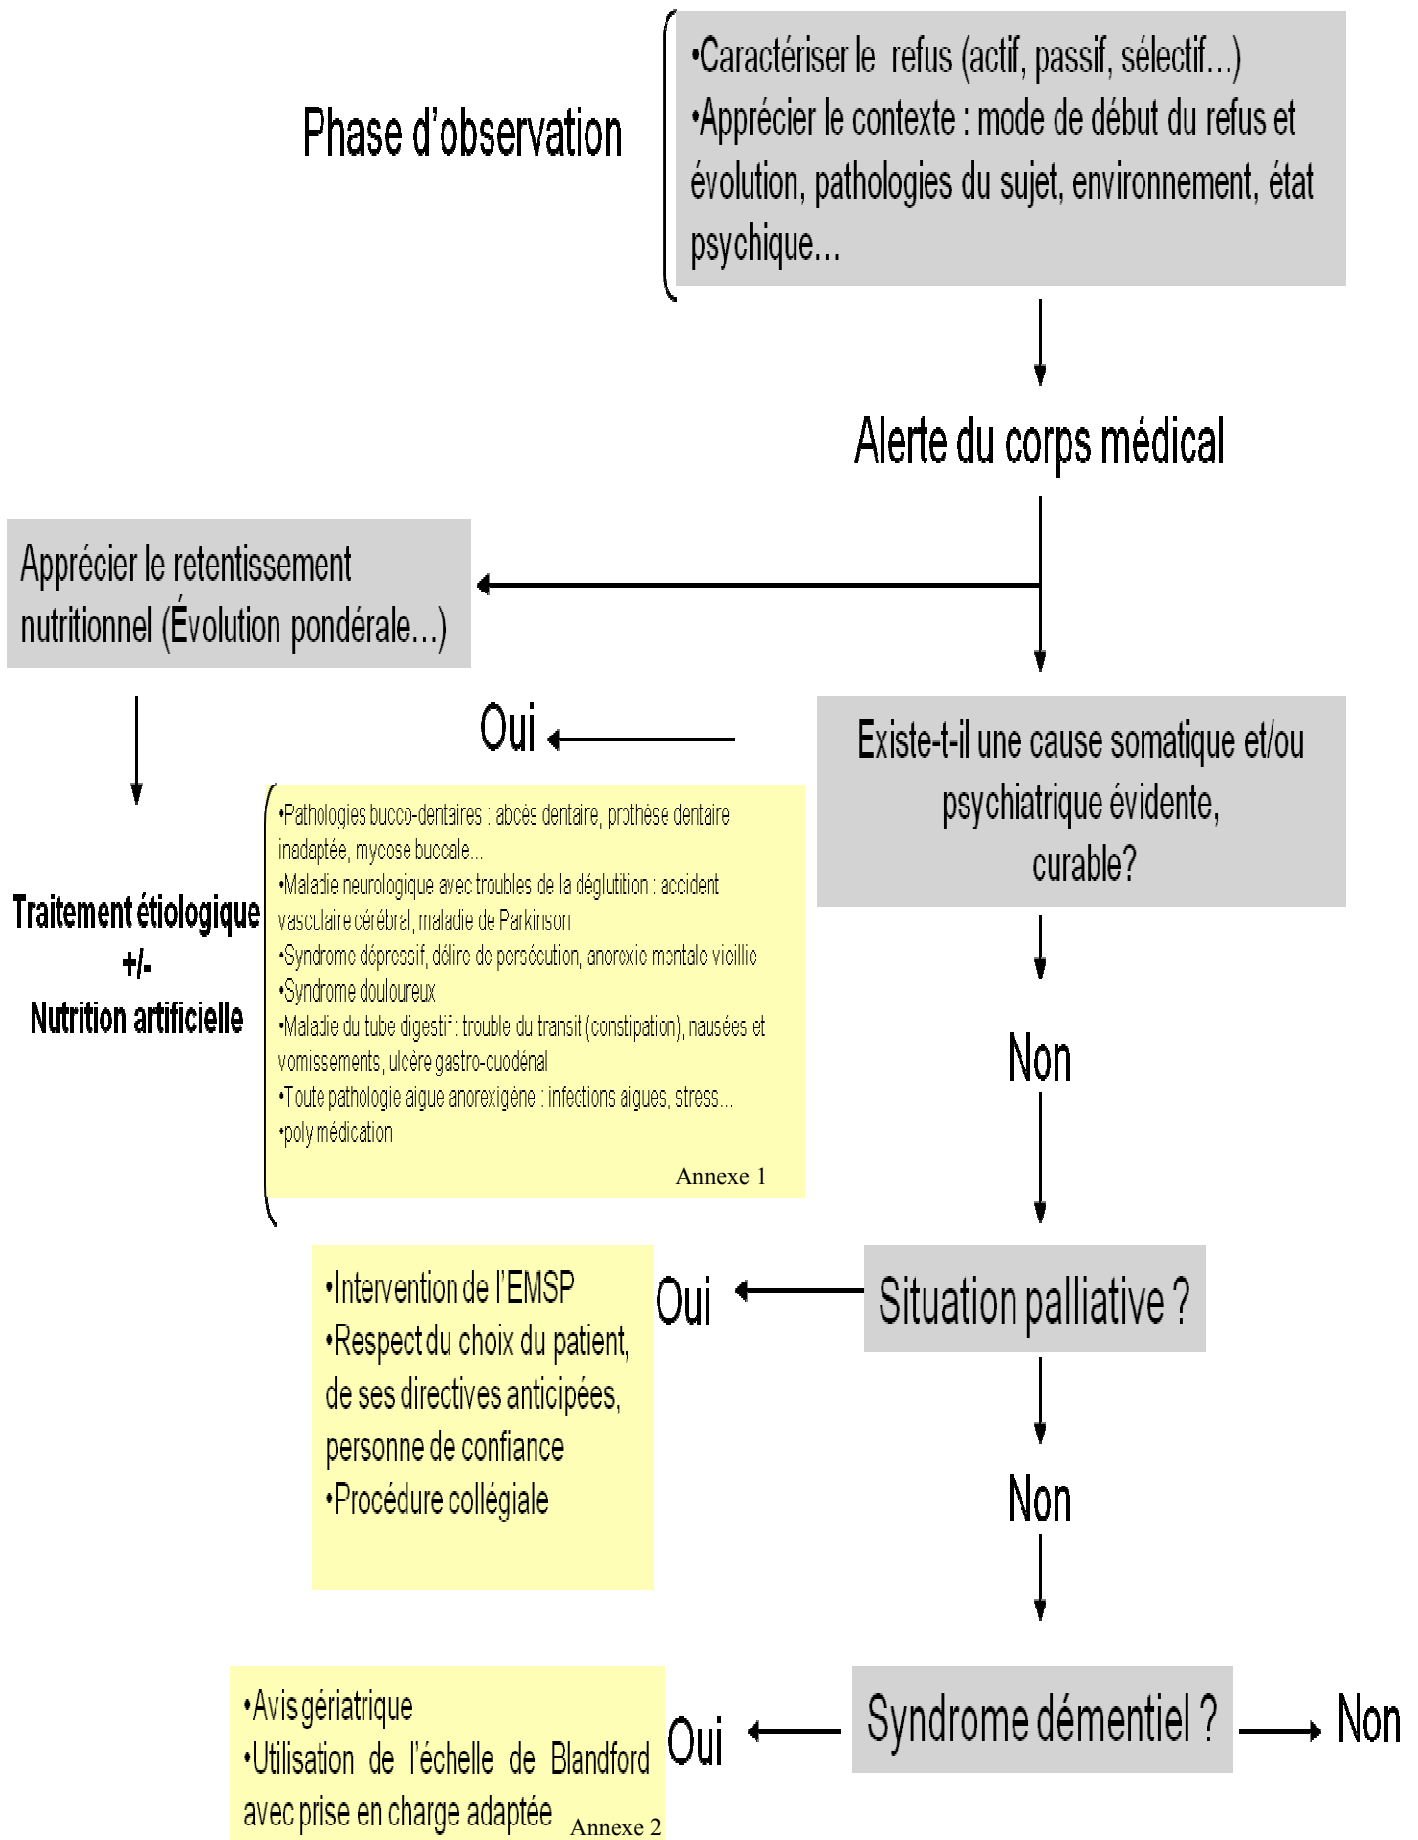 Phase d'observation
•Caractériser le refus (actif, passif, sélectif...)
•Apprécier le contexte : mode de début du refus et
évolution, pathologies du sujet, environnement, état
psychique...
Alerte du corps médical
Apprécier le retentissement
nutritionnel (Évolution pondérale...)
Oui
Existe-t-il une cause somatique et/ou
psychiatrique évidente,
curable?
Traitement étiologique
+/-
Nutrition artificielle
•Pathologies bucco-dentaires : abcès dentaire, prothèse dentaire
inadaptée, mycose buccale...
•Maladie neurologique avec troubles de la déglutition : accident
vasculaire cérébral, maladie de Parkinson
•Syndrome dépressif, délire de persécution, anorexie mentale vieillie
•Syndrome douloureux
•Maladie du tube digestif : trouble du transit (constipation), nausées et
vomissements, ulcère gastro-cuodénal
•Toute pathologie aigue anorexigène : infections aigues, stress...
•poly médication
Annexe 1
Non
•Intervention de l'EMSP
•Respect du choix du patient,
de ses directives anticipées,
personne de confiance
•Procédure collégiale
Oui
Situation palliative ?
Non
•Avis gériatrique
•Utilisation de l'échelle de Blandford
avec prise en charge adaptée
Annexe 2
Oui
Syndrome démentiel ?
Non